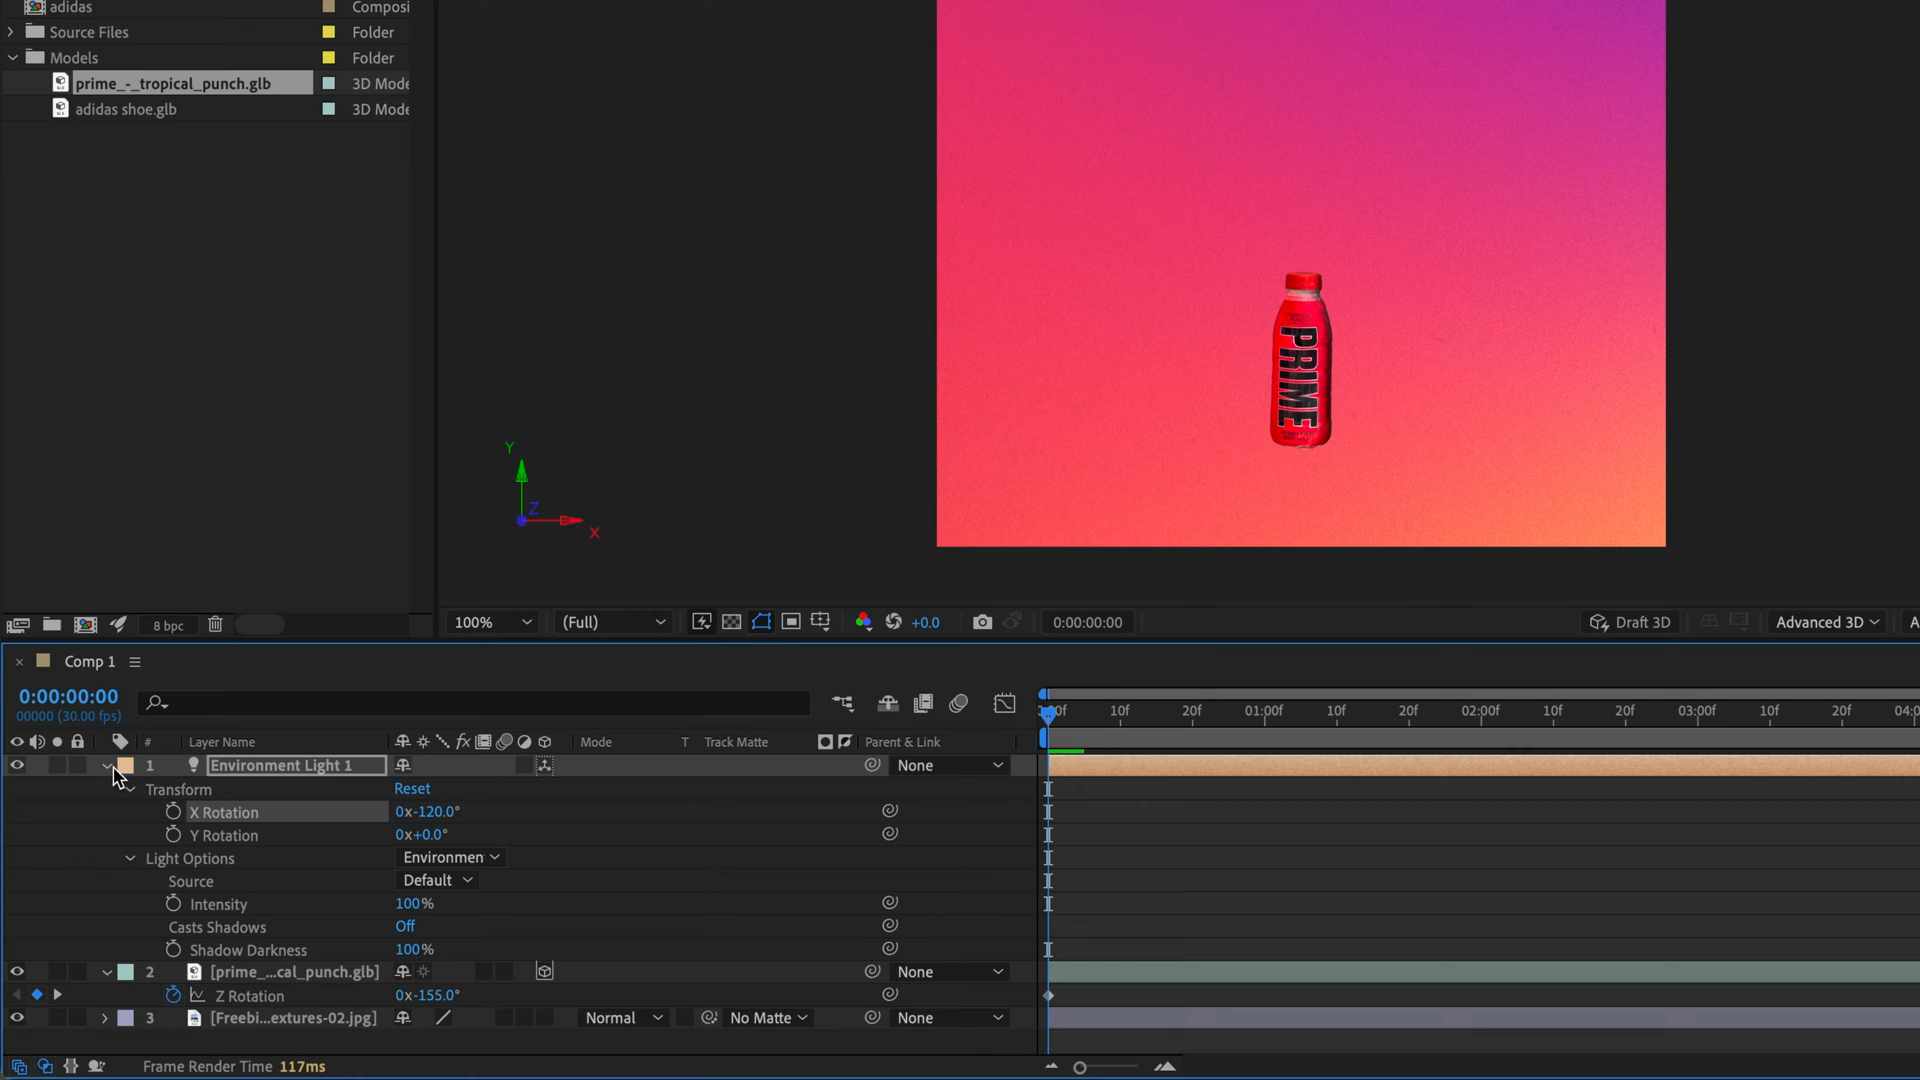 adidas Composi
Source Files Folder
Models Folder
prime_-_tropical_punch.glb 3D Mode
adidas shoe.glb 3D Mode
PRIME
Y
Z
X
8 bpc
100% (Full) +0.0 0:00:00:00 Draft 3D Advanced 3D A
× Comp 1
0:00:00:00
00000 (30.00 fps)
00f 10f 20f 01:00f 10f 20f 02:00f 10f 20f 03:00f 10f 20f 04:0
# Layer Name fx Mode T Track Matte Parent & Link
1 Environment Light 1 None
Transform Reset
X Rotation 0x-120.0°
Y Rotation 0x+0.0°
Light Options Environmen
Source Default
Intensity 100%
Casts Shadows Off
Shadow Darkness 100%
2 [prime_...cal_punch.glb] None
Z Rotation 0x-155.0°
3 [Freebi...extures-02.jpg] Normal No Matte None
Frame Render Time 117ms